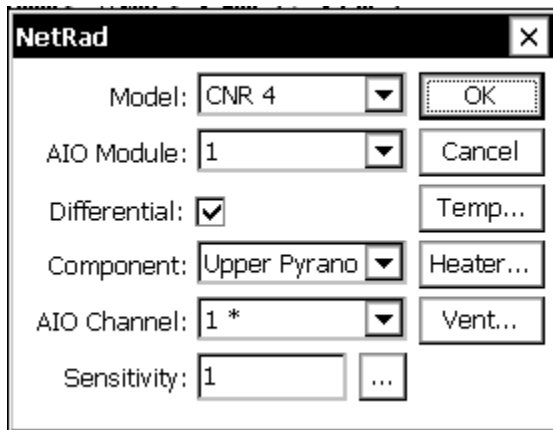 NetRad
Model: CNR 4 OK
AIO Module: 1 Cancel
Differential: Temp...
Component: Upper Pyrano Heater...
AIO Channel: 1 * Vent...
Sensitivity: 1 ...